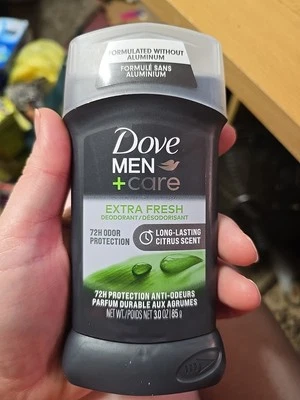 FORMULATED WITHOUT
ALUMINUM
FORMULÉ SANS
ALUMINIUM
Dove
MEN
+care
EXTRA FRESH
DEODORANT/DÉSODORISANT
72H ODOR
PROTECTION
LONG-LASTING
CITRUS SCENT
72H PROTECTION ANTI-ODEURS
PARFUM DURABLE AUX AGRUMES
NET WT./POIDS NET 3.0 OZ | 85 g